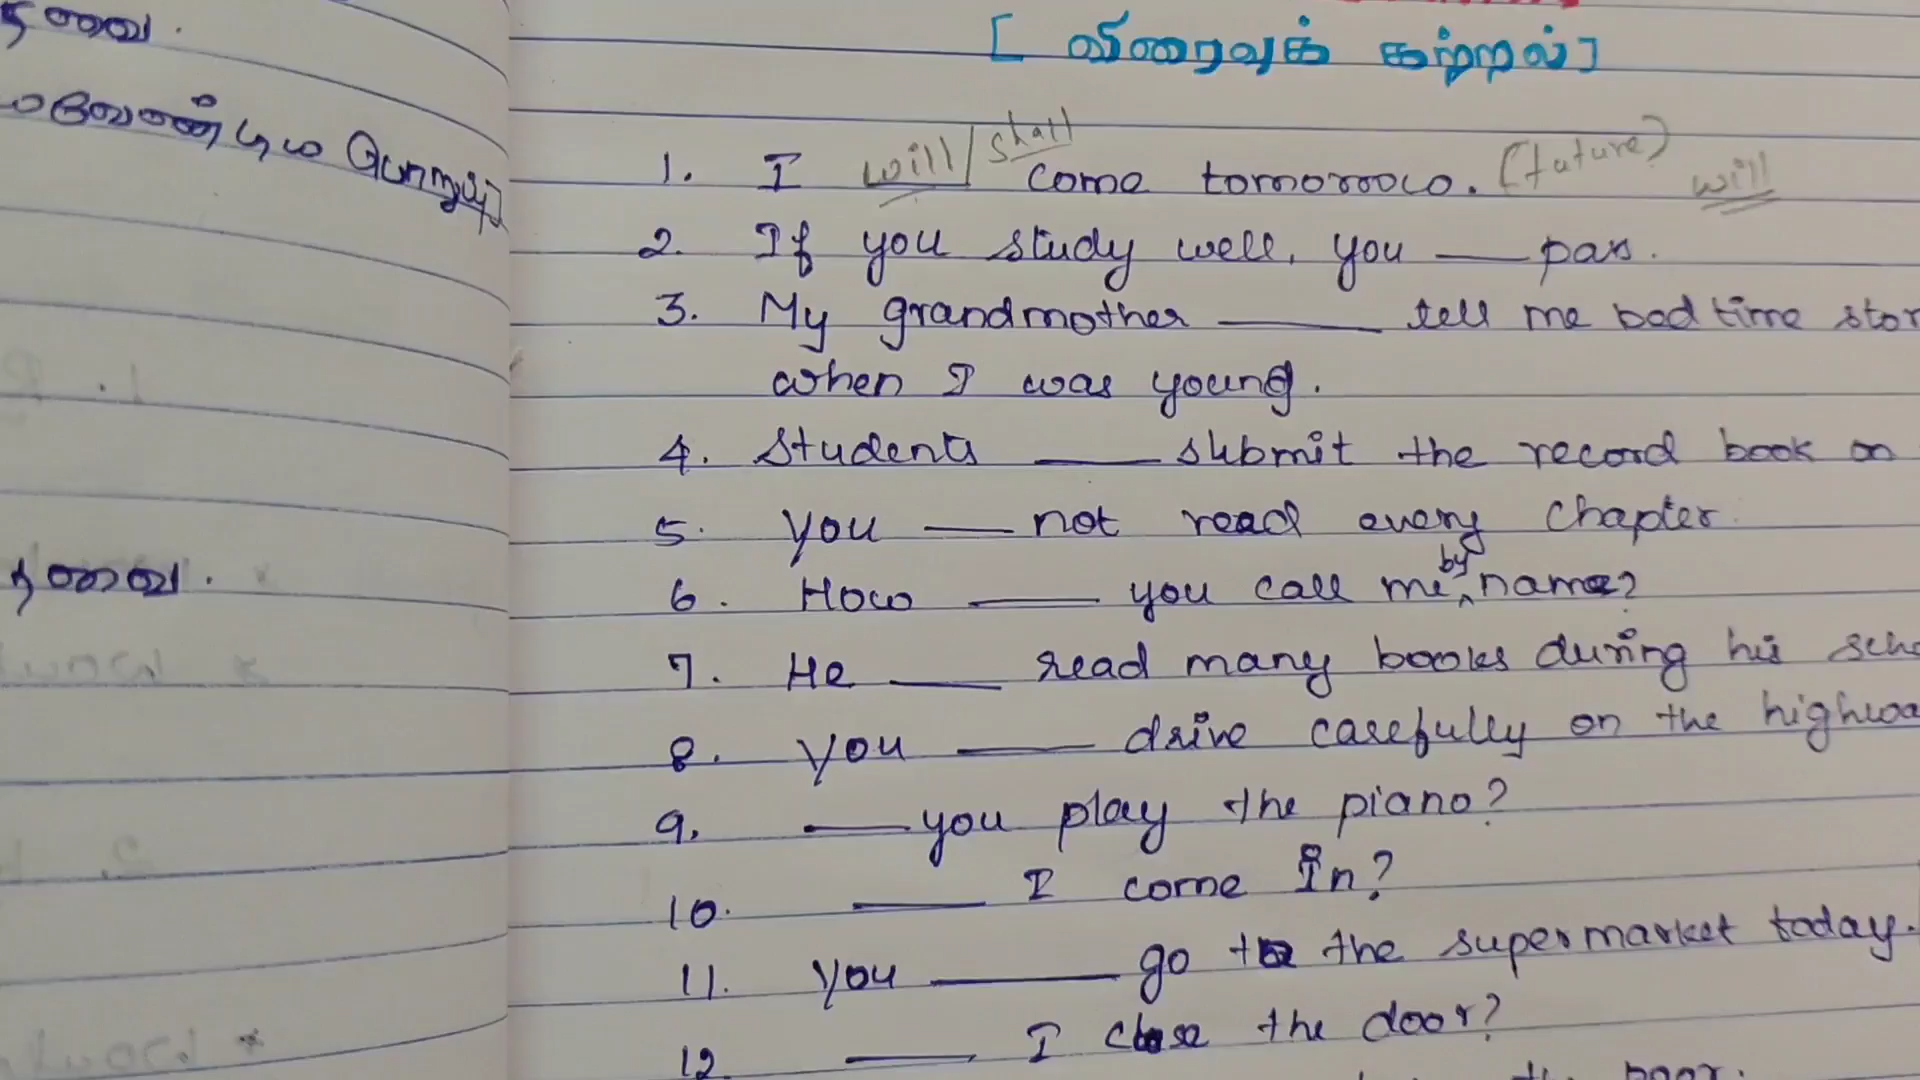 [விரைவுக் கற்றல்]
1. I will/shall come tomorrow. (future) will
2. If you study well, you ___ pass.
3. My grandmother ___ tell me bed time
when I was young.
4. Students ___ submit the record book on
5. You ___ not read every chapter.
6. How ___ you call me by name?
7. He ___ read many books during his
8. You ___ drive carefully on the
9. ___ you play the piano?
10. ___ I come in?
11. You ___ go to the supermarket today.
12 ___ I close the door?